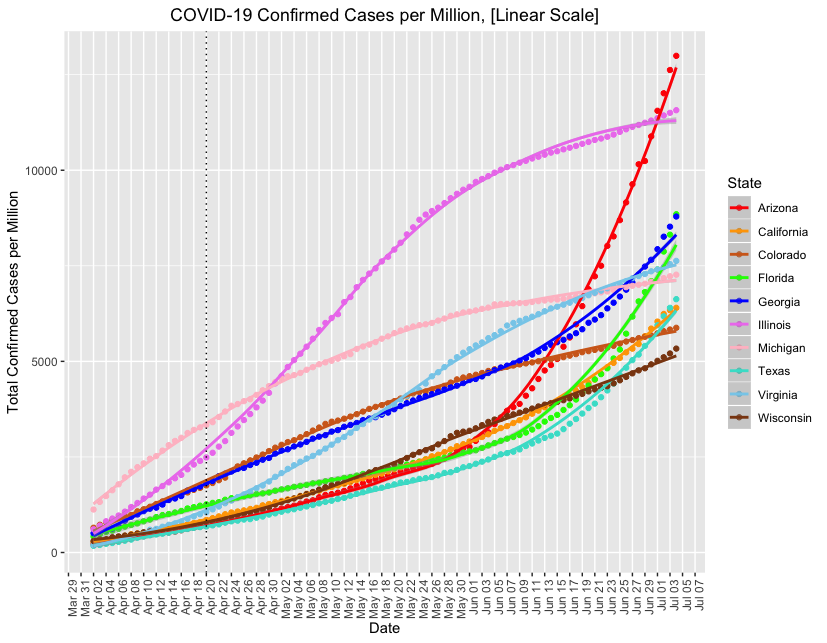 COVID-19 Confirmed Cases per Million, [Linear Scale]
Total Confirmed Cases per Million
10000
5000
0
Mar 29
Mar 31
Apr 02
Apr 04
Apr 06
Apr 08
Apr 10
Apr 12
Apr 14
Apr 16
Apr 18
Apr 20
Apr 22
Apr 24
Apr 26
Apr 28
Apr 30
May 02
May 04
May 06
May 08
May 10
May 12
May 14
May 16
May 18
May 20
May 22
May 24
May 26
May 28
May 30
Jun 01
Jun 03
Jun 05
Jun 07
Jun 09
Jun 11
Jun 13
Jun 15
Jun 17
Jun 19
Jun 21
Jun 23
Jun 25
Jun 27
Jun 29
Jul 01
Jul 03
Jul 05
Jul 07
Date
State
Arizona
California
Colorado
Florida
Georgia
Illinois
Michigan
Texas
Virginia
Wisconsin